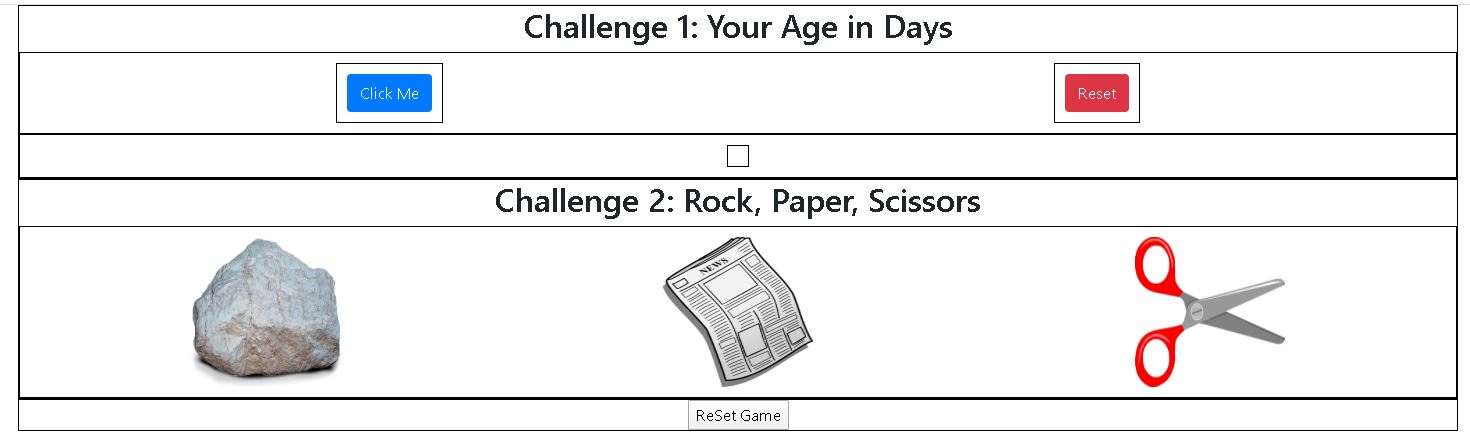 Challenge 1: Your Age in Days
Click Me
Reset
Challenge 2: Rock, Paper, Scissors
NEWS
ReSet Game